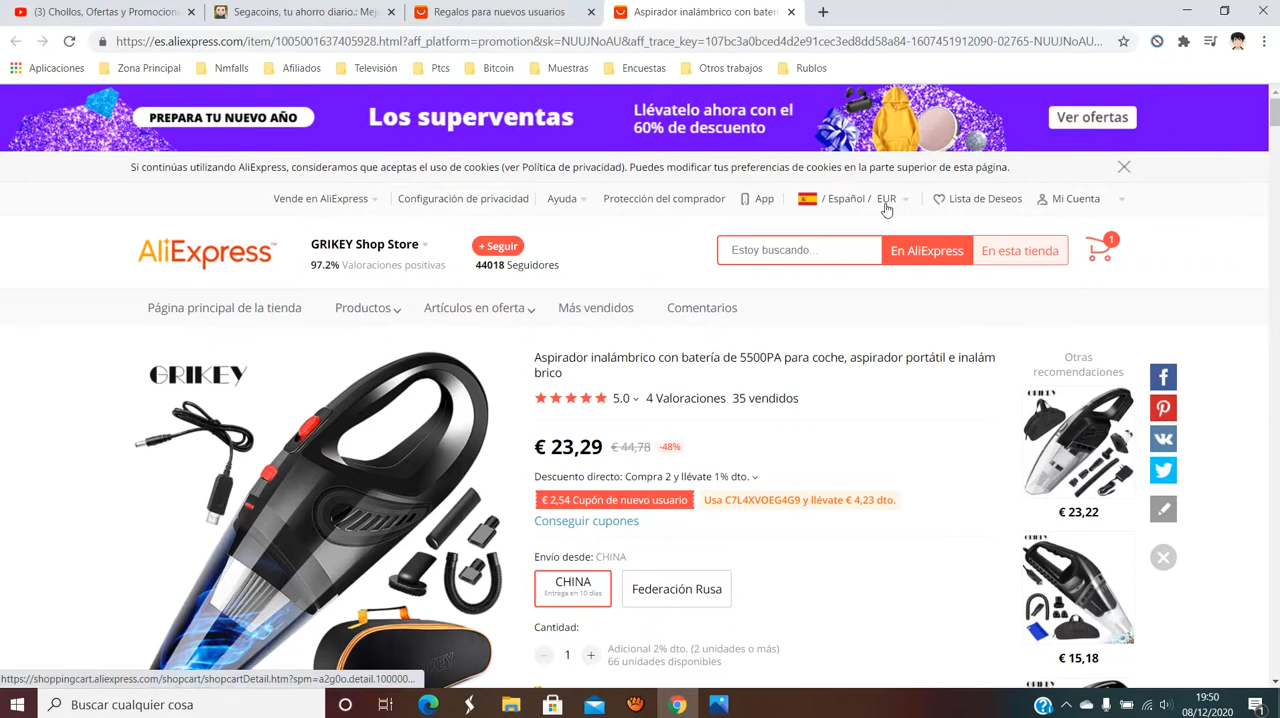 (3) Chollos, Ofertas y Promocione
Segacoins, tu ahorro diario.: Mej
Regalos para nuevos usuarios
Aspirador inalámbrico con baterí
https://es.aliexpress.com/item/1005001637405928.html?aff_platform=promotion&sk=NUUJNoAU&aff_trace_key=107bc3a0bced4d2e91cec3ed8dd58a84-1607451912090-02765-NUUJNoAU...
Aplicaciones
Zona Principal
Nmfalls
Afiliados
Televisión
Ptcs
Bitcoin
Muestras
Encuestas
Otros trabajos
Rublos
PREPARA TU NUEVO AÑO
Los superventas
Llévatelo ahora con el
60% de descuento
Ver ofertas
Si continúas utilizando AliExpress, consideramos que aceptas el uso de cookies (ver Política de privacidad). Puedes modificar tus preferencias de cookies en la parte superior de esta página.
Vende en AliExpress
Configuración de privacidad
Ayuda
Protección del comprador
App
/ Español / EUR
Lista de Deseos
Mi Cuenta
AliExpress
GRIKEY Shop Store
97.2% Valoraciones positivas
+ Seguir
44018 Seguidores
Estoy buscando...
En AliExpress
En esta tienda
1
Página principal de la tienda
Productos
Artículos en oferta
Más vendidos
Comentarios
GRIKEY
Aspirador inalámbrico con batería de 5500PA para coche, aspirador portátil e inalám
brico
5.0
4 Valoraciones
35 vendidos
€ 23,29
€ 44,78
-48%
Descuento directo: Compra 2 y llévate 1% dto.
€ 2,54 Cupón de nuevo usuario
Usa C7L4XVOEG4G9 y llévate € 4,23 dto.
Conseguir cupones
Envío desde: CHINA
CHINA
Entrega en 10 días
Federación Rusa
Cantidad:
1
Adicional 2% dto. (2 unidades o más)
66 unidades disponibles
Otras
recomendaciones
GRIKEY
€ 23,22
GRIKEY
€ 15,18
https://shoppingcart.aliexpress.com/shopcart/shopcartDetail.htm?spm=a2g0o.detail.100000...
Buscar cualquier cosa
19:50
08/12/2020